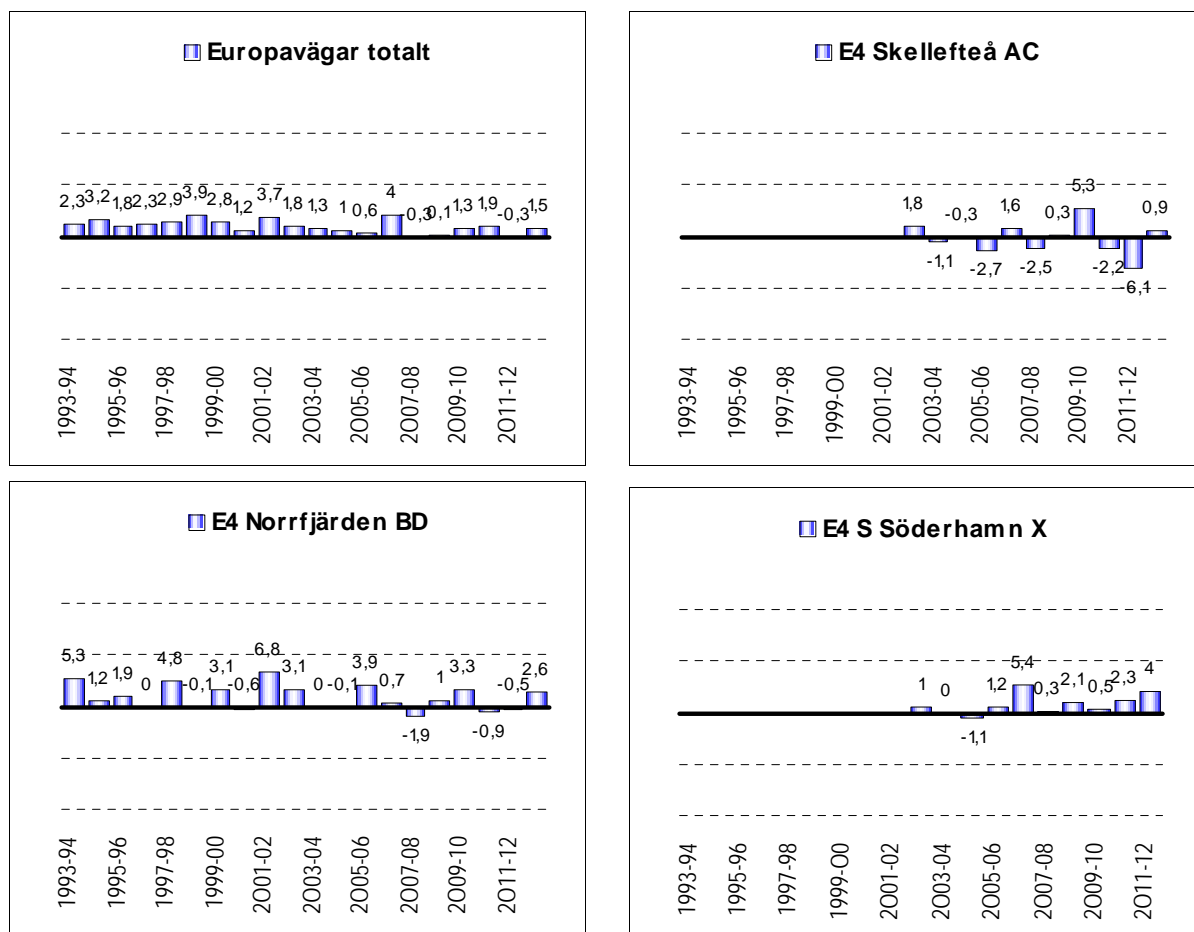 Europavägar totalt
2,3 3,2 1,8 2,3 2,9 3,9 2,8 1,2 3,7 1,8 1,3 1 0,6 4 -0,3 0,1 1,3 1,9 -0,3 1,5
1993-94 1995-96 1997-98 1999-00 2001-02 2003-04 2005-06 2007-08 2009-10 2011-12
E4 Skellefteå AC
1,8 -1,1 -0,3 -2,7 1,6 -2,5 0,3 5,3 -2,2 -6,1 0,9
1993-94 1995-96 1997-98 1999-00 2001-02 2003-04 2005-06 2007-08 2009-10 2011-12
E4 Norrfjärden BD
5,3 1,2 1,9 0 4,8 -0,1 3,1 -0,6 6,8 3,1 0 -0,1 3,9 0,7 -1,9 1 3,3 -0,9 -0,5 2,6
1993-94 1995-96 1997-98 1999-00 2001-02 2003-04 2005-06 2007-08 2009-10 2011-12
E4 S Söderhamn X
1 0 -1,1 1,2 5,4 0,3 2,1 0,5 2,3 4
1993-94 1995-96 1997-98 1999-00 2001-02 2003-04 2005-06 2007-08 2009-10 2011-12